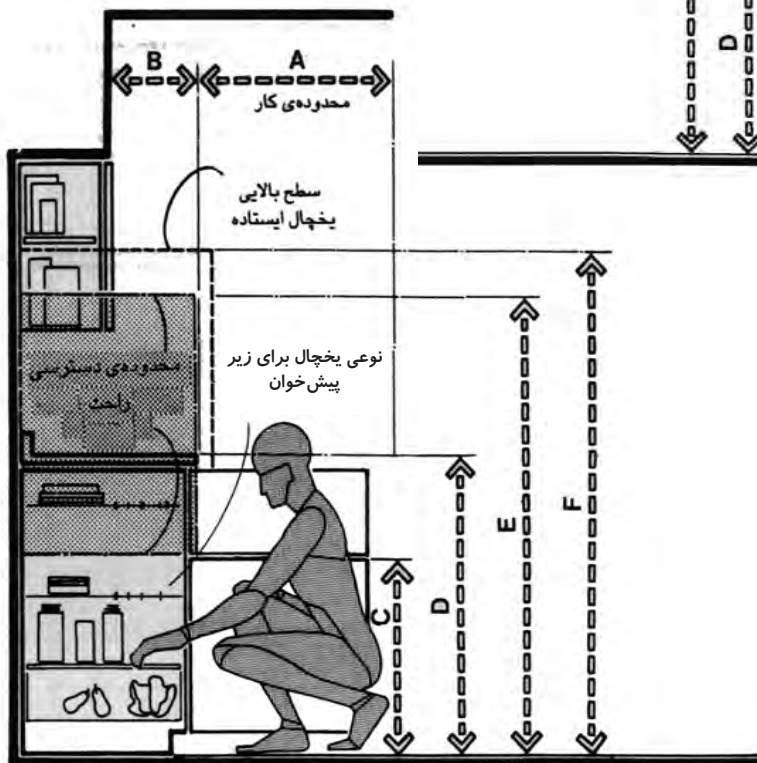 B
A
محدوده‌ی کار
D
سطح بالایی
یخچال ایستاده
محدوده‌ی دسترسی
راحت
نوعی یخچال برای زیر
پیش‌خوان
C
D
E
F